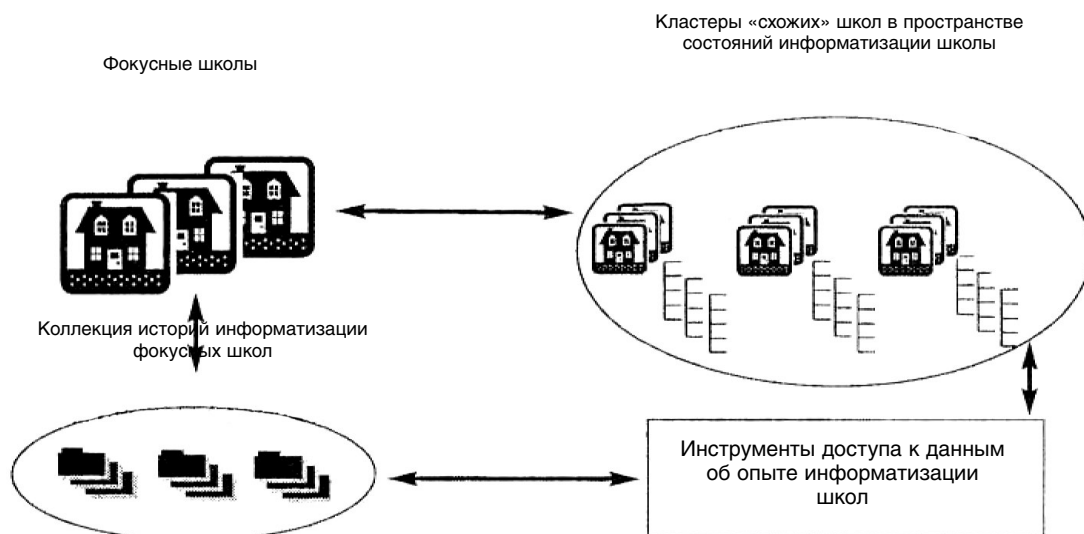 Кластеры «схожих» школ в пространстве
состояний информатизации школы
Фокусные школы
Коллекция историй информатизации
фокусных школ
Инструменты доступа к данным
об опыте информатизации
школ